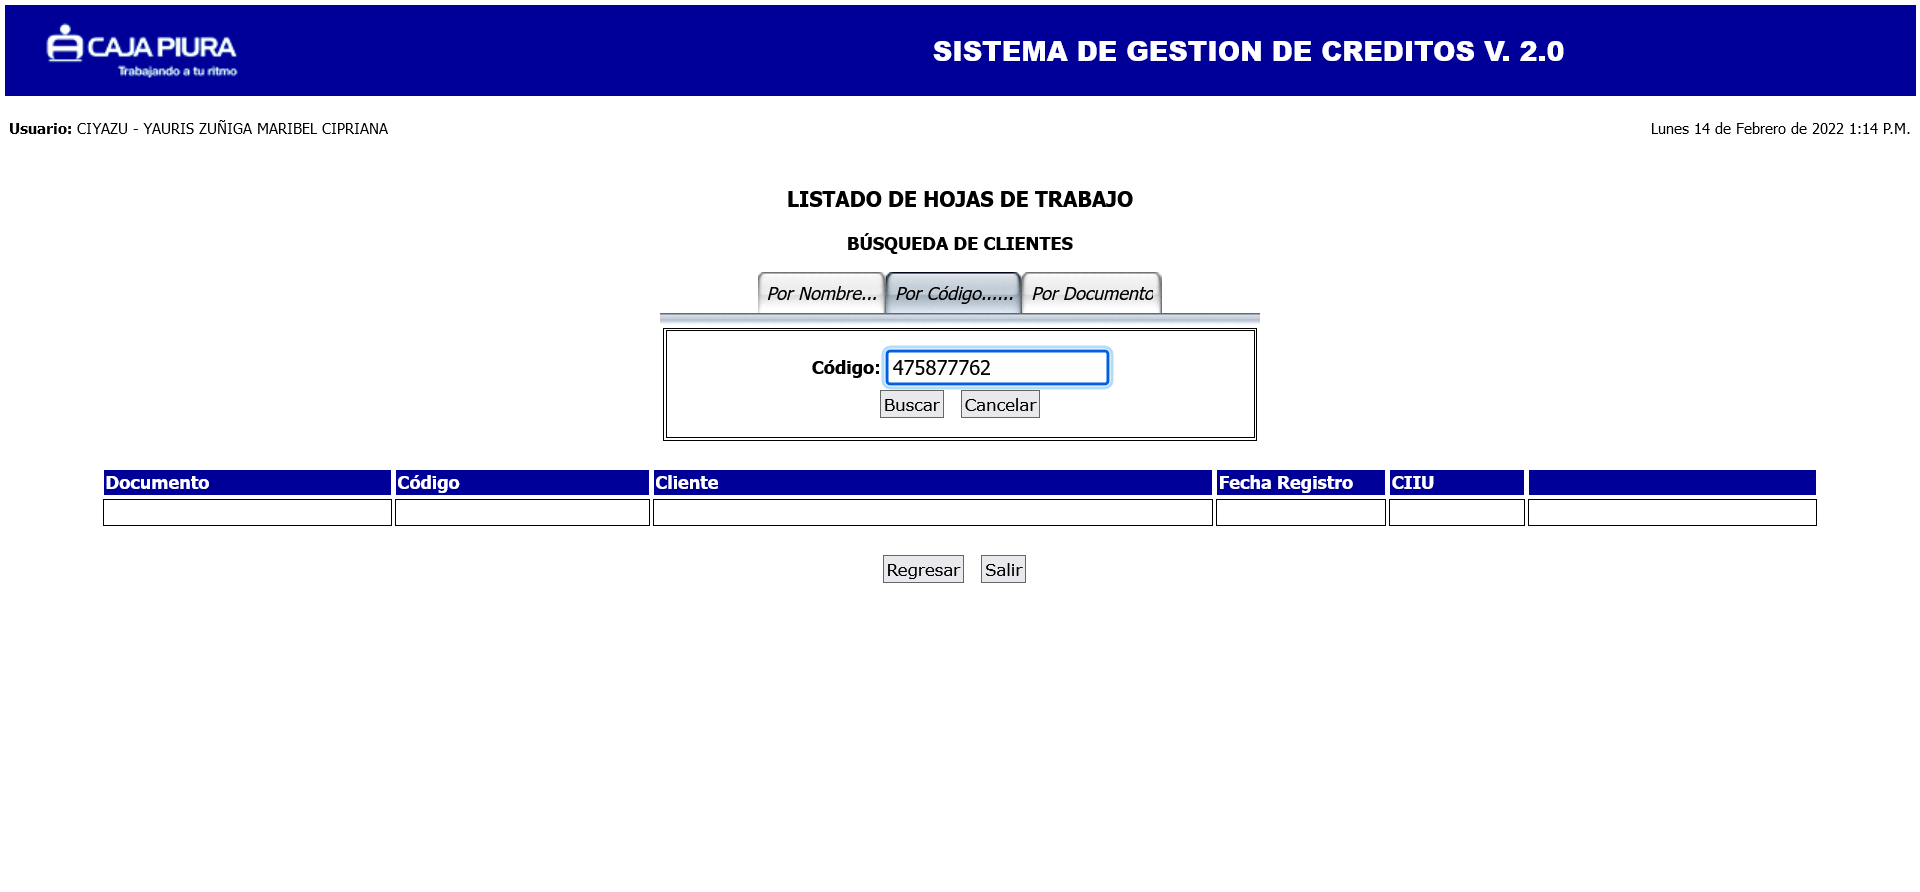 CAJA PIURA
Trabajando a tu ritmo
SISTEMA DE GESTION DE CREDITOS V. 2.0
Usuario: CIYAZU - YAURIS ZUÑIGA MARIBEL CIPRIANA
Lunes 14 de Febrero de 2022 1:14 P.M.
LISTADO DE HOJAS DE TRABAJO
BÚSQUEDA DE CLIENTES
Por Nombre... Por Código...... Por Documento
Código: 475877762
Buscar Cancelar
Documento Código Cliente Fecha Registro CIIU
Regresar Salir